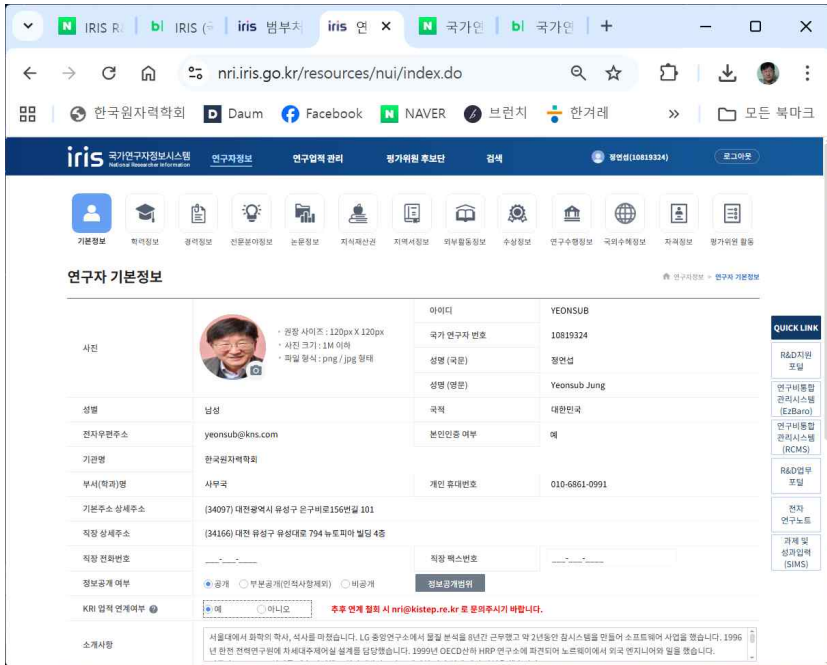 IRIS R
IRIS (
iris 범부처
iris 연
국가연
국가연
nri.iris.go.kr/resources/nui/index.do
한국원자력학회
Daum
Facebook
NAVER
브런치
한겨레
모든 북마크
iris 국가연구자정보시스템
National Researcher Information
연구자정보
연구업적 관리
평가위원 후보단
검색
정연섭(10819324)
로그아웃
기본정보
학력정보
경력정보
전문분야정보
논문정보
지식재산권
저역서정보
외부활동정보
수상정보
연구수행정보
국외수혜정보
자격정보
평가위원 활동
연구자 기본정보
연구자정보 > 연구자 기본정보
사진
· 권장 사이즈 : 120px X 120px
· 사진 크기 : 1M 이하
· 파일 형식 : png / jpg 형태
아이디
YEONSUB
국가 연구자 번호
10819324
성명 (국문)
정연섭
성명 (영문)
Yeonsub Jung
성별
남성
국적
대한민국
전자우편주소
yeonsub@kns.com
본인인증 여부
예
기관명
한국원자력학회
부서(학과)명
사무국
개인 휴대번호
010-6861-0991
기본주소 상세주소
(34097) 대전광역시 유성구 은구비로156번길 101
직장 상세주소
(34166) 대전 유성구 유성대로 794 뉴토피아 빌딩 4층
직장 전화번호
___-___-____
직장 팩스번호
___-___-____
정보공개 여부
공개
부분공개(인적사항제외)
비공개
정보공개범위
KRI 업적 연계여부
예
아니오
추후 연계 철회 시 nri@kistep.re.kr 로 문의주시기 바랍니다.
소개사항
서울대에서 화학의 학사, 석사를 마쳤습니다. LG 중앙연구소에서 물질 분석을 8년간 근무했고 약 2년동안 참시스템을 만들어 소프트웨어 사업을 했습니다. 1996
년 한전 전력연구원에 차세대주제어실 설계를 담당했습니다. 1999년 OECD산하 HRP 연구소에 파견되어 노르웨이에서 외국 엔지니어와 일을 했습니다.
QUICK LINK
R&D지원
포털
연구비통합
관리시스템
(EzBaro)
연구비통합
관리시스템
(RCMS)
R&D업무
포털
전자
연구노트
과제 및
성과입력
(SIMS)